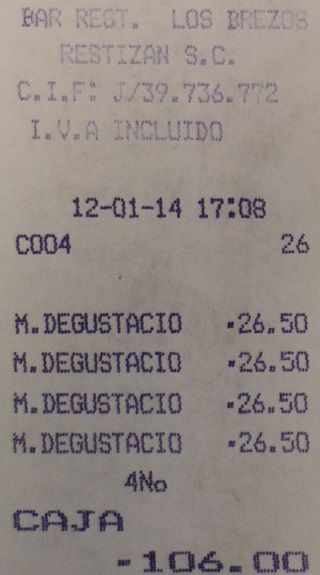 BAR REST. LOS BREZOS
RESTIZAN S.C.
C.I.F: J/39.736.772
I.V.A INCLUIDO
12-01-14 17:08
C004 26
M.DEGUSTACIO ·26.50
M.DEGUSTACIO ·26.50
M.DEGUSTACIO ·26.50
M.DEGUSTACIO ·26.50
4No
CAJA
·106.00